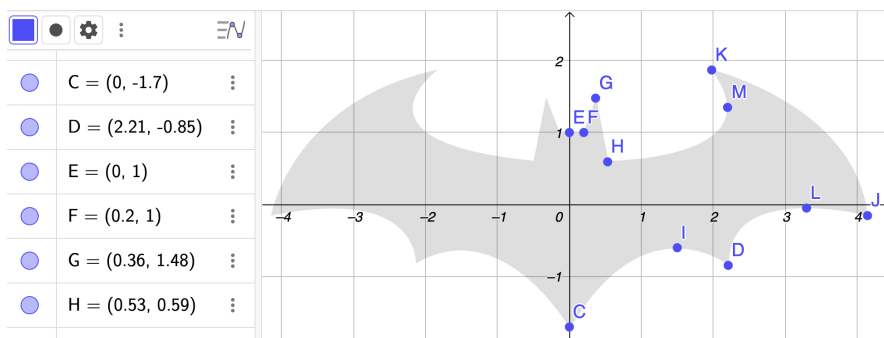 C = (0, -1.7)
D = (2.21, -0.85)
E = (0, 1)
F = (0.2, 1)
G = (0.36, 1.48)
H = (0.53, 0.59)
2
K
G
M
1
E F
H
−4
−3
−2
−1
0
1
2
3
4
L
J
I
D
−1
C